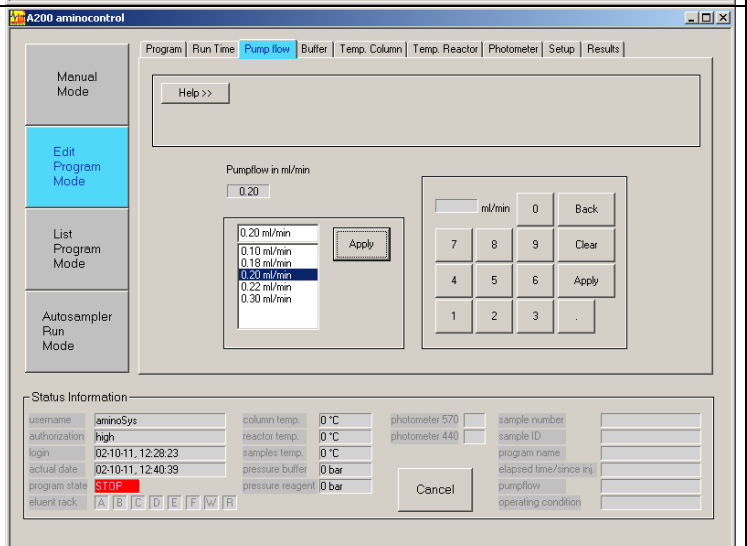 A200 aminocontrol
Program Run Time Pump flow Buffer Temp. Column Temp. Reactor Photometer Setup Results
Manual
Mode
Edit
Program
Mode
List
Program
Mode
Autosampler
Run
Mode
Help >>
Pumpflow in ml/min
0.20
0.20 ml/min
0.10 ml/min
0.18 ml/min
0.20 ml/min
0.22 ml/min
0.30 ml/min
Apply
ml/min 0 Back
7 8 9 Clear
4 5 6 Apply
1 2 3 .
Status Information
username aminoSys column temp. 0 °C photometer 570 sample number
authorization high reactor temp. 0 °C photometer 440 sample ID
login 02-10-11, 12:28:23 samples temp. 0 °C program name
actual date 02-10-11, 12:40:39 pressure buffer 0 bar elapsed time/since inj.
program state STOP pressure reagent 0 bar Cancel pumpflow
eluent rack A B C D E F W R operating condition